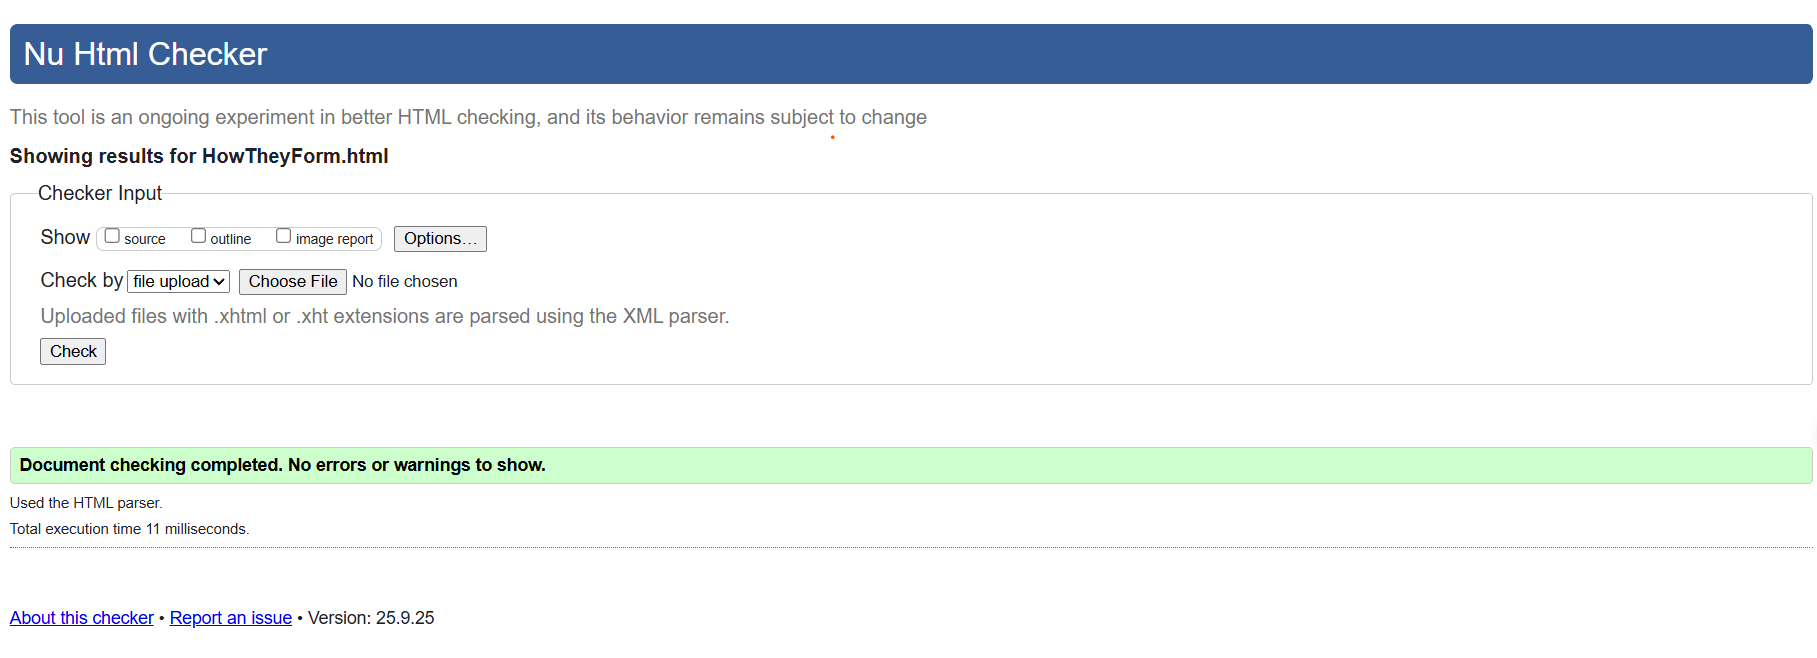 Nu Html Checker
This tool is an ongoing experiment in better HTML checking, and its behavior remains subject to change
Showing results for HowTheyForm.html
Checker Input
Show source outline image report Options…
Check by file upload Choose File No file chosen
Uploaded files with .xhtml or .xht extensions are parsed using the XML parser.
Check
Document checking completed. No errors or warnings to show.
Used the HTML parser.
Total execution time 11 milliseconds.
About this checker • Report an issue • Version: 25.9.25